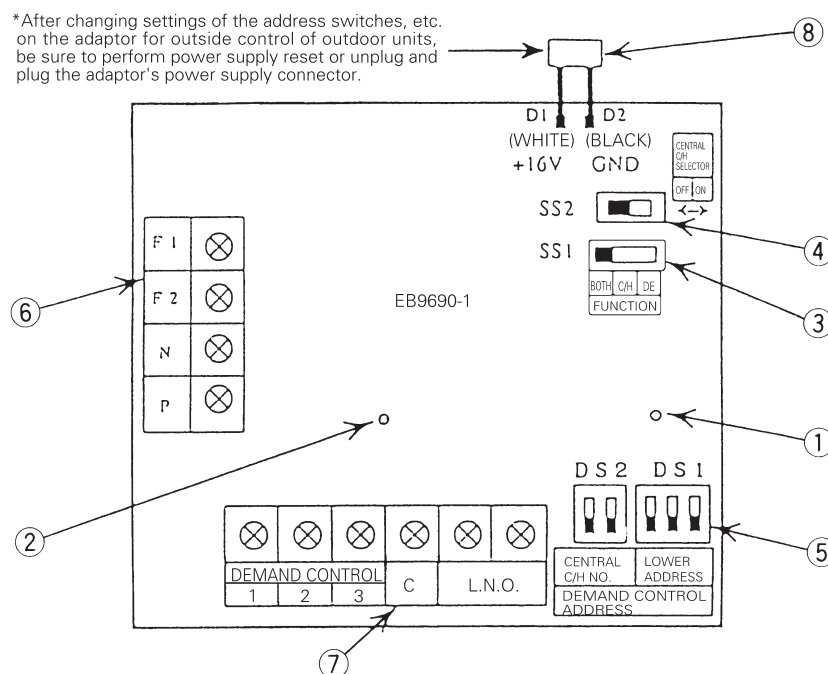 *After changing settings of the address switches, etc.
on the adaptor for outside control of outdoor units,
be sure to perform power supply reset or unplug and
plug the adaptor's power supply connector.
8
D1 D2
(WHITE) (BLACK)
+16V GND
CENTRAL
C/H
SELECTOR
OFF ON
SS2
4
SS1
BOTH C/H DE
FUNCTION
3
F1
6
F2
N
P
EB9690-1
1
2
DS2 DS1
5
CENTRAL
C/H NO.
LOWER
ADDRESS
DEMAND CONTROL
ADDRESS
DEMAND CONTROL
1 2 3
C
L.N.O.
7